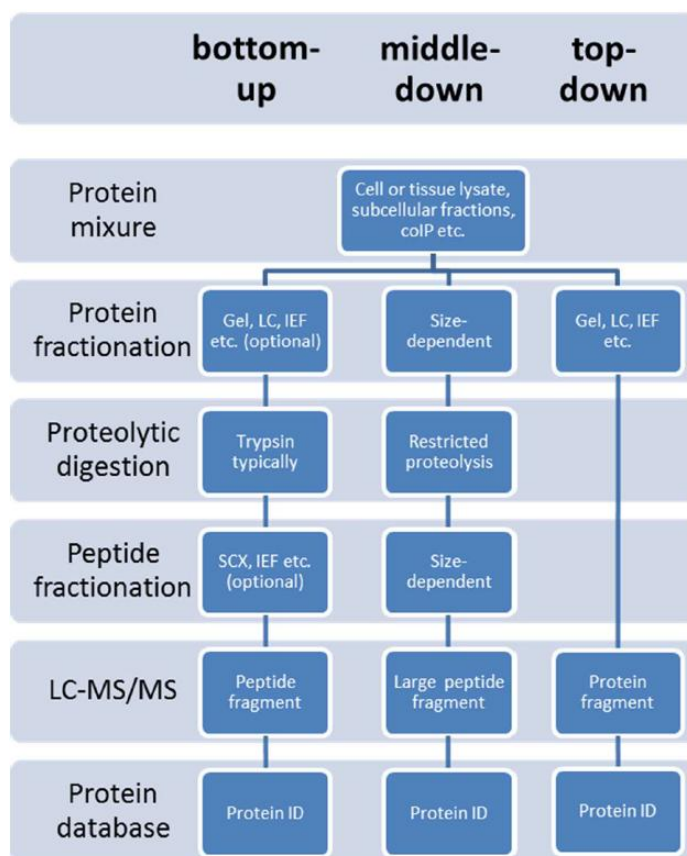 bottom-
up
middle-
down
top-
down
Protein
mixure
Cell or tissue lysate,
subcellular fractions,
coIP etc.
Protein
fractionation
Gel, LC, IEF
etc. (optional)
Size-
dependent
Gel, LC, IEF
etc.
Proteolytic
digestion
Trypsin
typically
Restricted
proteolysis
Peptide
fractionation
SCX, IEF etc.
(optional)
Size-
dependent
LC-MS/MS
Peptide
fragment
Large peptide
fragment
Protein
fragment
Protein
database
Protein ID
Protein ID
Protein ID